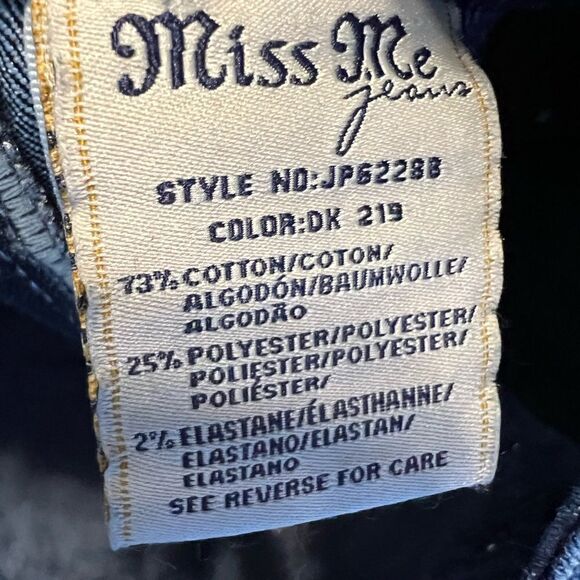 Miss Me
jeans
STYLE NO:JP6228B
COLOR:DK 219
73% COTTON/COTON/
ALGODÓN/BAUMWOLLE/
ALGODÃO
25% POLYESTER/POLYESTER/
POLIESTER/POLYESTER/
POLIÉSTER/
2% ELASTANE/ÉLASTHANNE/
ELASTANO/ELASTAN/
ELASTANO
SEE REVERSE FOR CARE